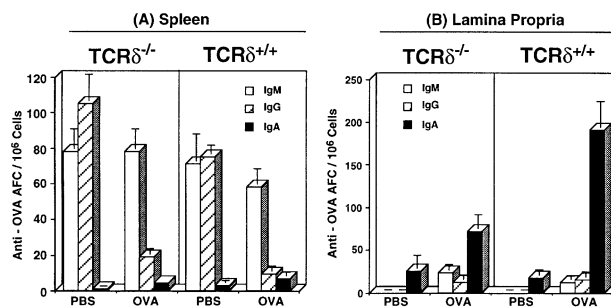 (A) Spleen
TCRδ-/- TCRδ+/+
Anti - OVA AFC / 10⁶ Cells
120
100
80
60
40
20
0
IgM
IgG
IgA
PBS OVA PBS OVA
(B) Lamina Propria
TCRδ-/- TCRδ+/+
Anti - OVA AFC / 10⁶ Cells
250
200
150
100
50
0
IgM
IgG
IgA
PBS OVA PBS OVA